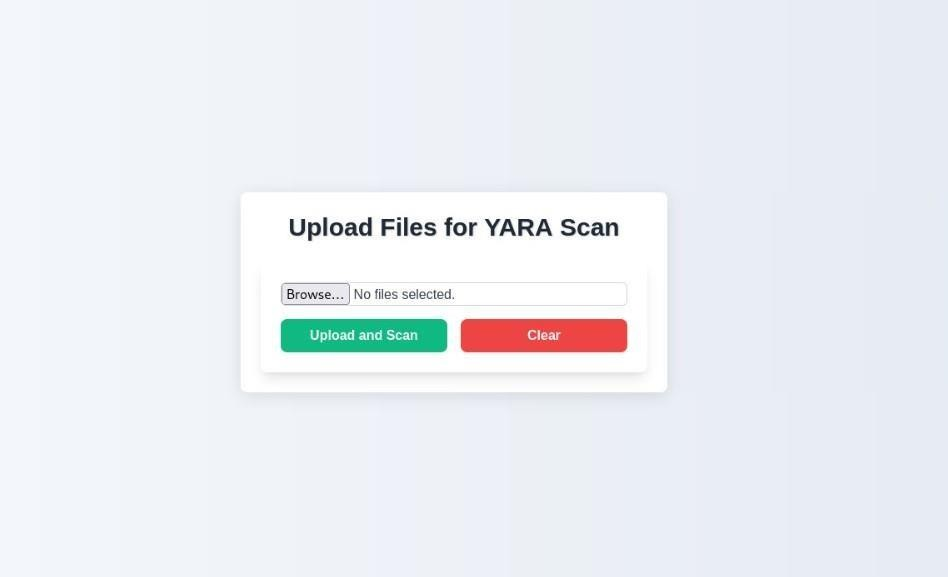 Upload Files for YARA Scan
Browse... No files selected.
Upload and Scan Clear